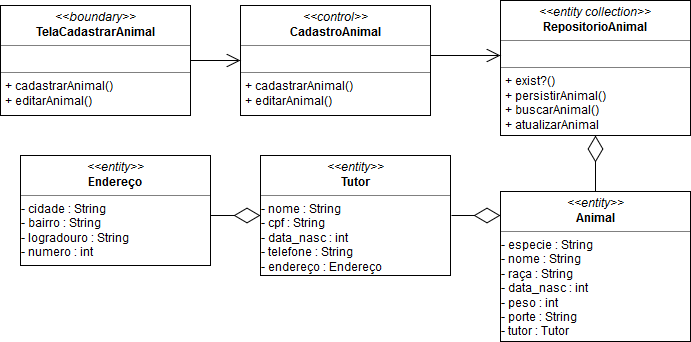 <<boundary>>
TelaCadastrarAnimal
+ cadastrarAnimal()
+ editarAnimal()
<<control>>
CadastroAnimal
+ cadastrarAnimal()
+ editarAnimal()
<<entity collection>>
RepositorioAnimal
+ exist?()
+ persistirAnimal()
+ buscarAnimal()
+ atualizarAnimal
<<entity>>
Endereço
- cidade : String
- bairro : String
- logradouro : String
- numero : int
<<entity>>
Tutor
- nome : String
- cpf : String
- data_nasc : int
- telefone : String
- endereço : Endereço
<<entity>>
Animal
- especie : String
- nome : String
- raça : String
- data_nasc : int
- peso : int
- porte : String
- tutor : Tutor